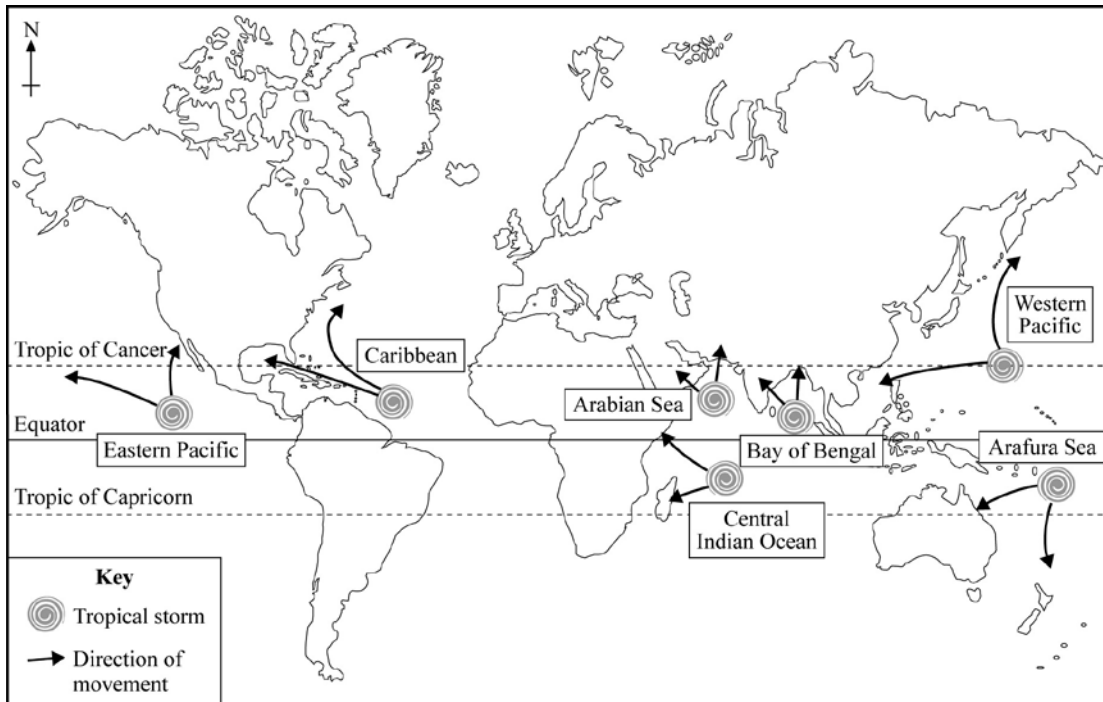 N
Western
Pacific
Tropic of Cancer
Caribbean
Arabian Sea
Equator
Eastern Pacific
Bay of Bengal
Arafura Sea
Tropic of Capricorn
Central
Indian Ocean
Key
Tropical storm
Direction of
movement